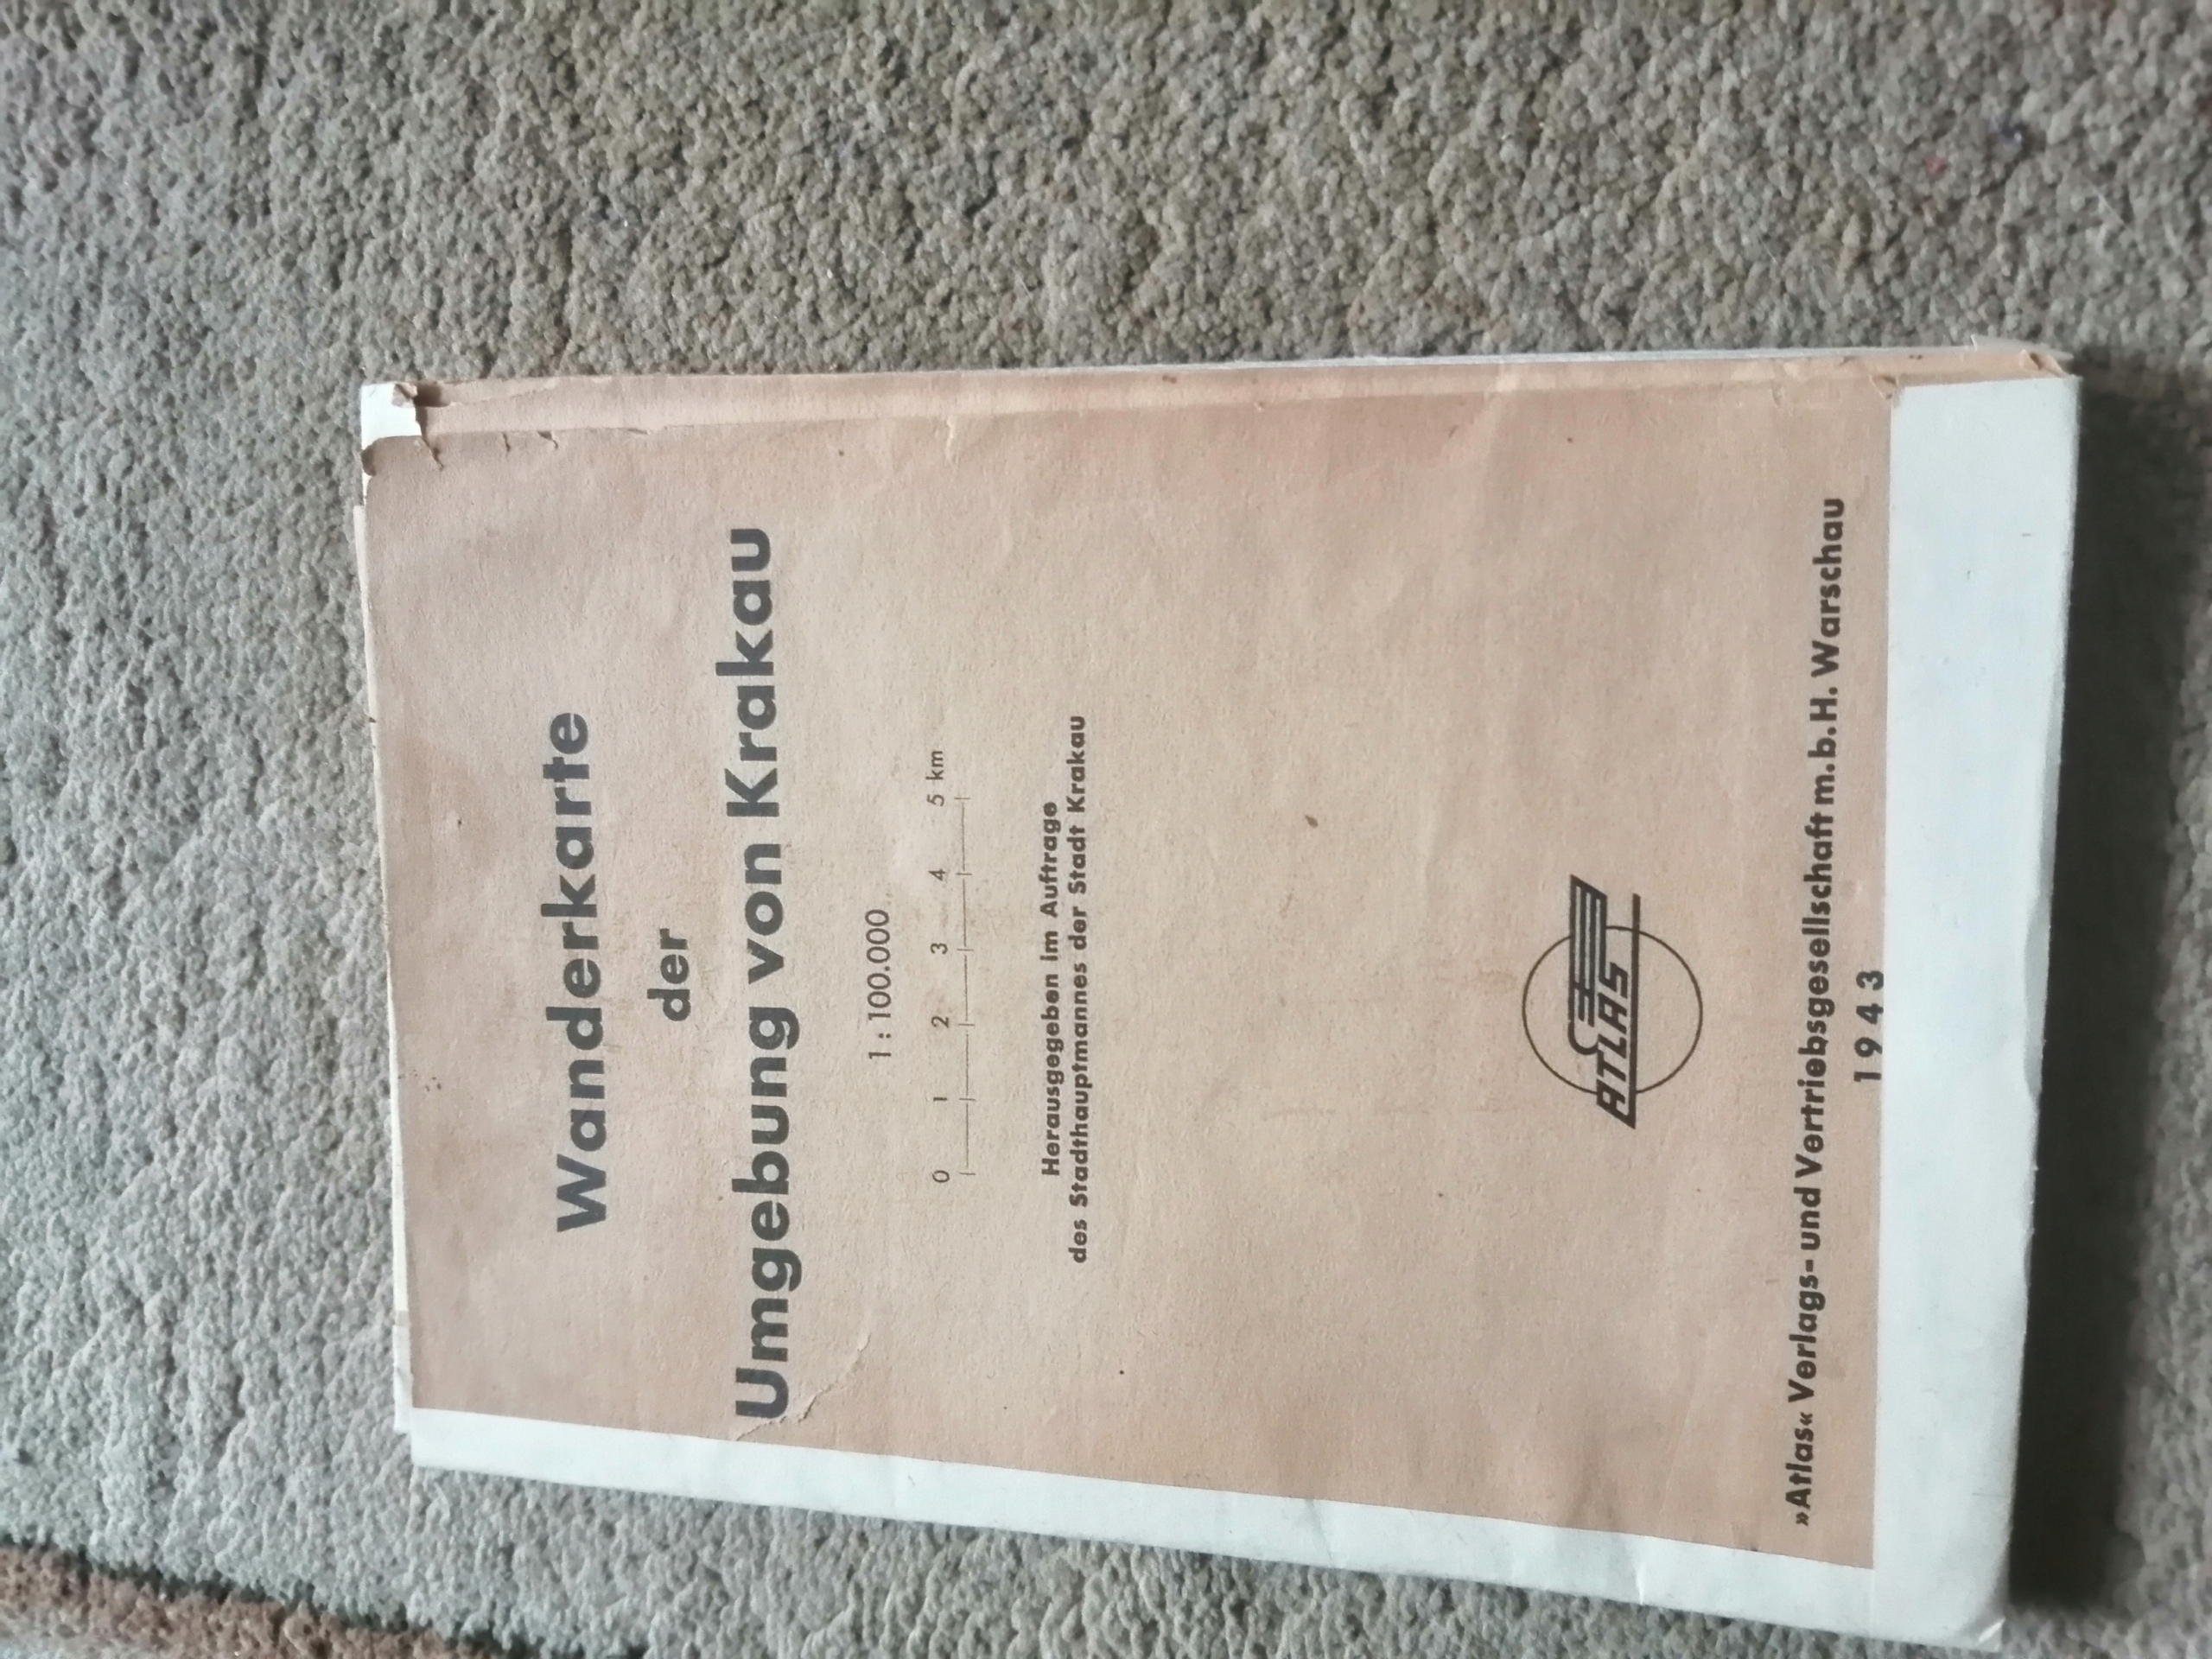 Wanderkarte
der
Umgebung von Krakau
1 : 100.000
0 1 2 3 4 5 km
Herausgegeben im Auftrage
des Stadthauptmannes der Stadt Krakau
ATLAS
»Atlas« Verlags- und Vertriebsgesellschaft m.b.H. Warschau
1943